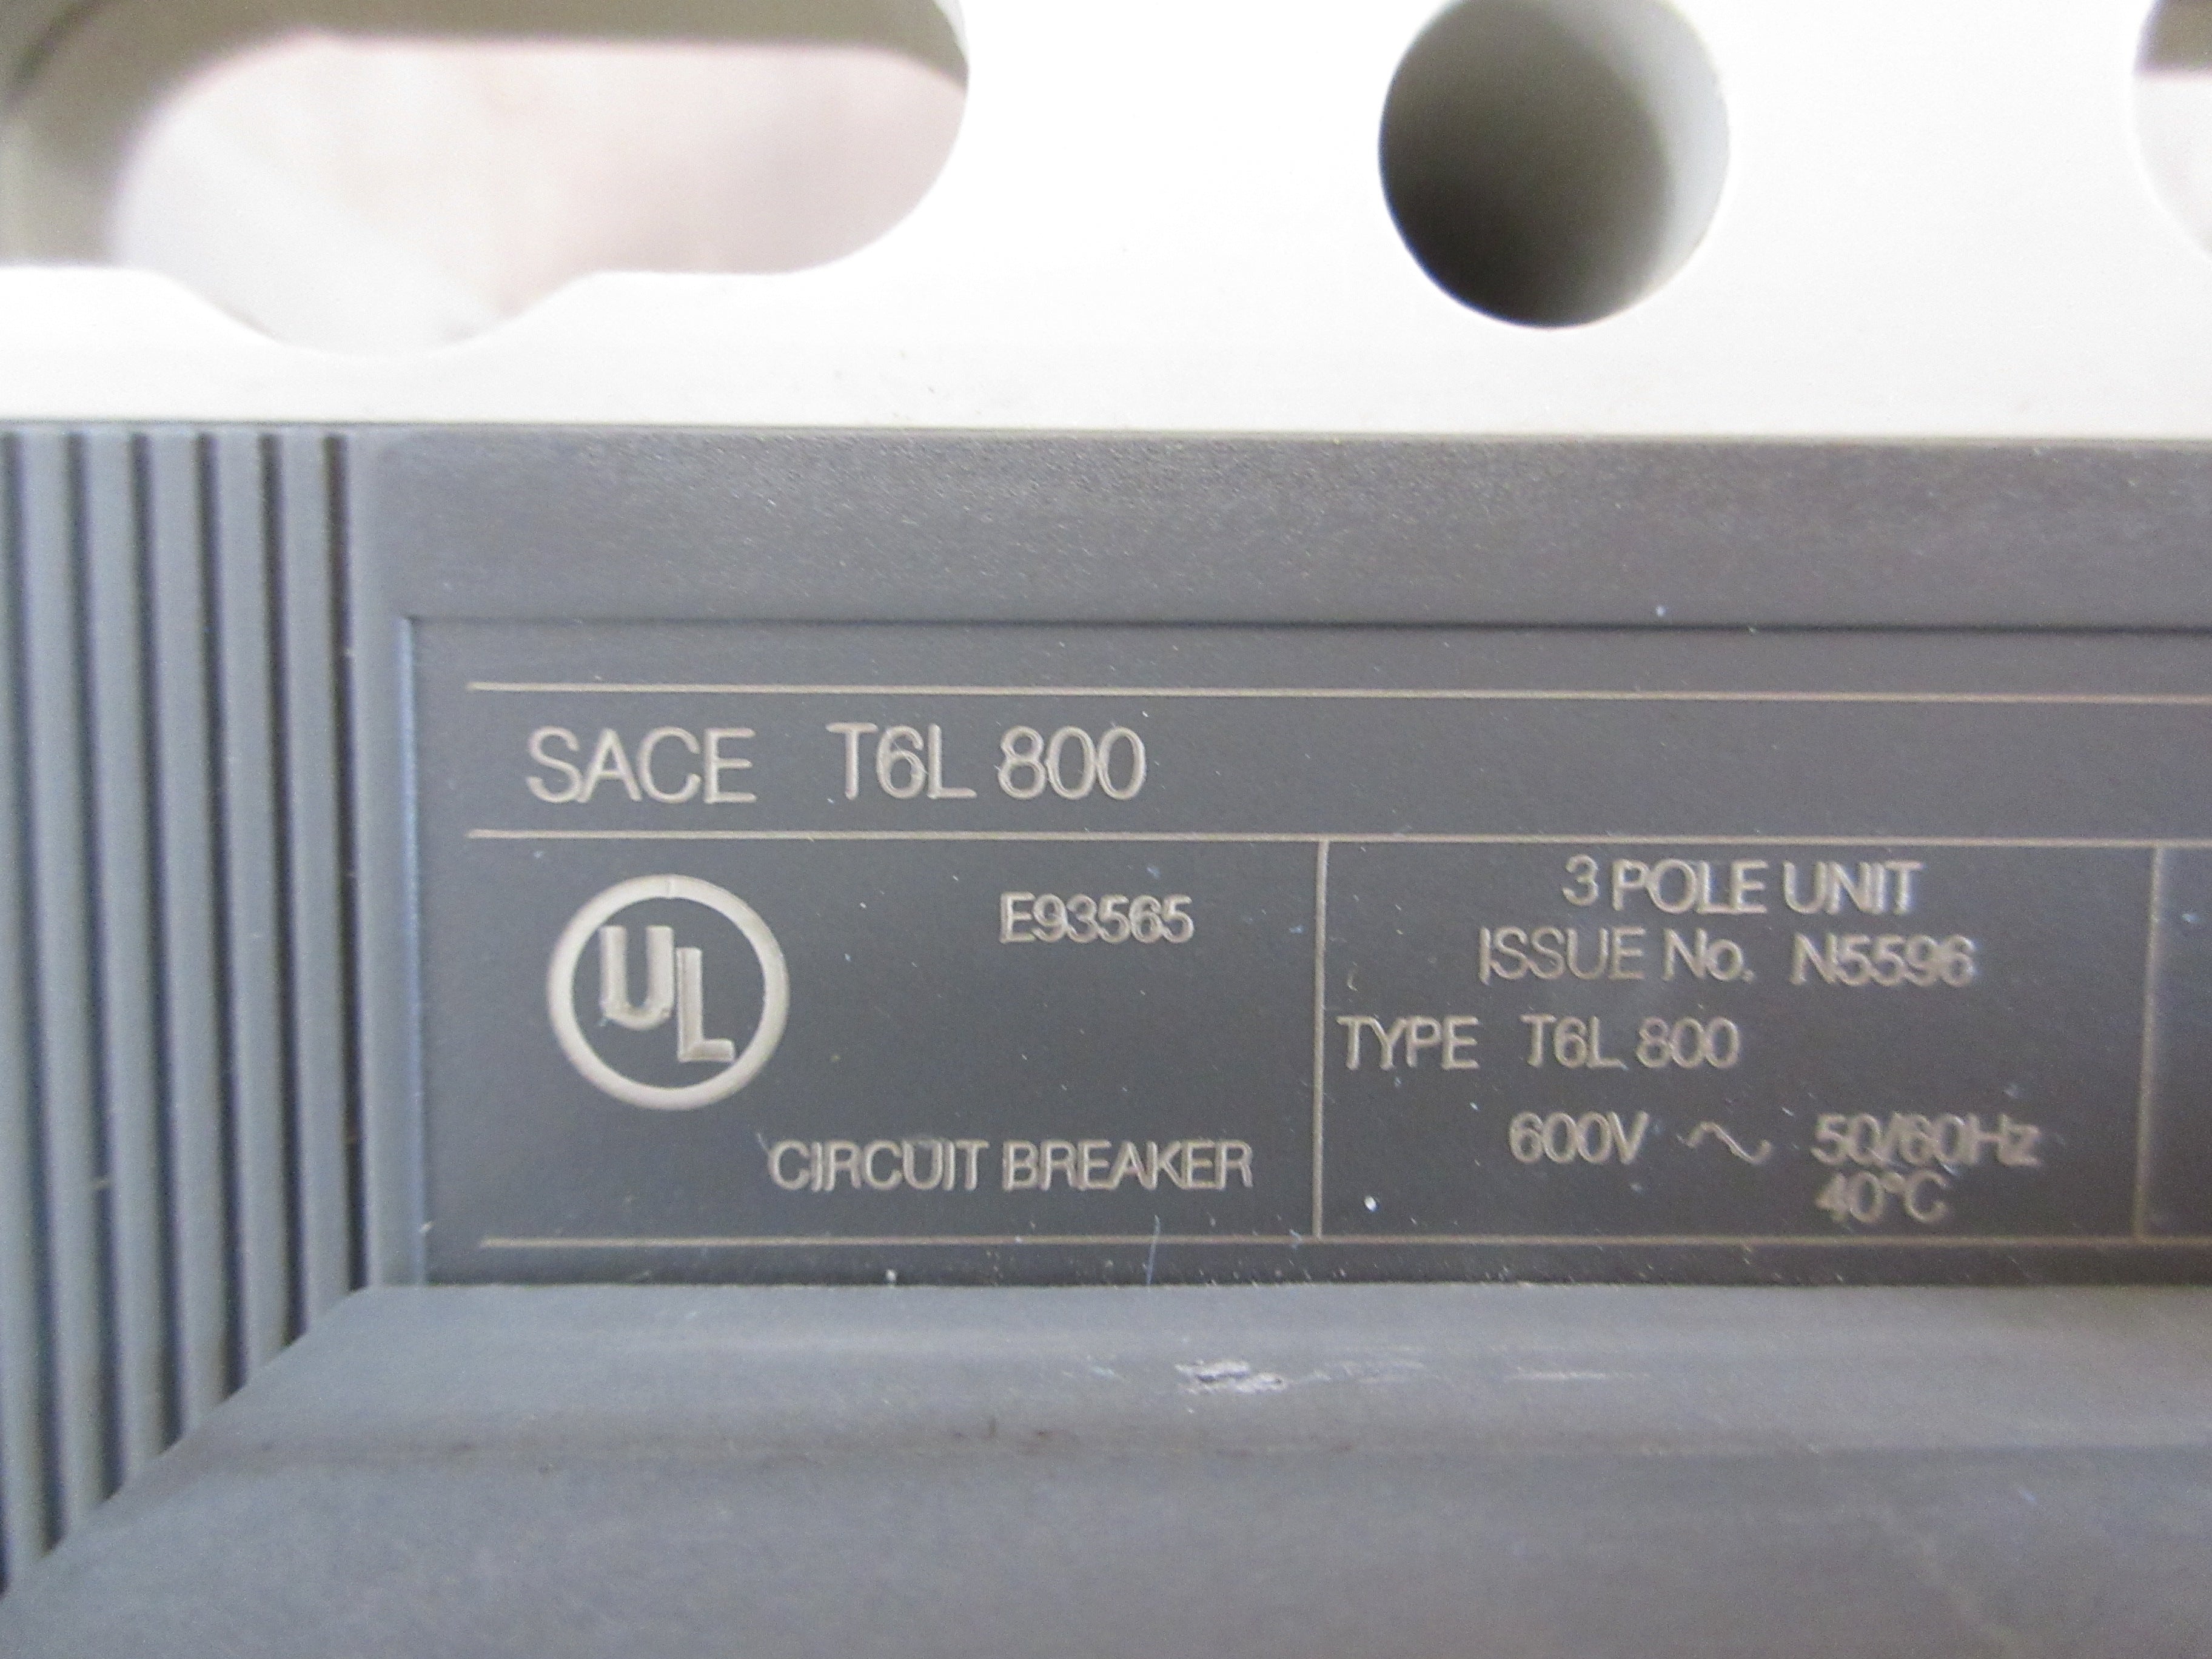 SACE T6L 800
UL
E93565
CIRCUIT BREAKER
3 POLE UNIT
ISSUE No. N5596
TYPE T6L 800
600V ~ 50/60Hz
40°C